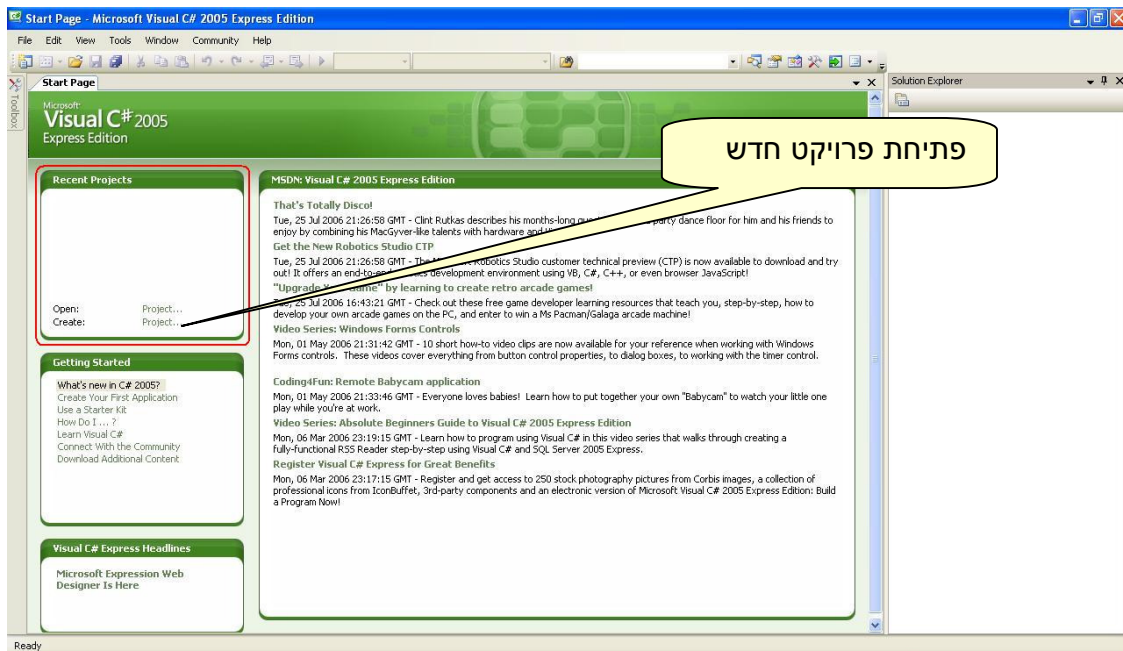 Start Page - Microsoft Visual C# 2005 Express Edition
File Edit View Tools Window Community Help
Toolbox
Start Page
Solution Explorer
Microsoft
Visual C# 2005
Express Edition
פתיחת פרויקט חדש
Recent Projects
Open: Project...
Create: Project...
Getting Started
What's new in C# 2005?
Create Your First Application
Use a Starter Kit
How Do I ... ?
Learn Visual C#
Connect With the Community
Download Additional Content
Visual C# Express Headlines
Microsoft Expression Web
Designer Is Here
MSDN: Visual C# 2005 Express Edition
That's Totally Disco!
Tue, 25 Jul 2006 21:26:58 GMT - Clint Rutkas describes his months-long party dance floor for him and his friends to
enjoy by combining his MacGyver-like talents with hardware and
Get the New Robotics Studio CTP
Tue, 25 Jul 2006 21:26:58 GMT - The Robotics Studio customer technical preview (CTP) is now available to download and try
out! It offers an end-to-end development environment using VB, C#, C++, or even browser JavaScript!
"Upgrade Game" by learning to create retro arcade games!
Tue, 25 Jul 2006 16:43:21 GMT - Check out these free game developer learning resources that teach you, step-by-step, how to
develop your own arcade games on the PC, and enter to win a Ms Pacman/Galaga arcade machine!
Video Series: Windows Forms Controls
Mon, 01 May 2006 21:31:42 GMT - 10 short how-to video clips are now available for your reference when working with Windows
Forms controls. These videos cover everything from button control properties, to dialog boxes, to working with the timer control.
Coding4Fun: Remote Babycam application
Mon, 01 May 2006 21:33:46 GMT - Everyone loves babies! Learn how to put together your own "Babycam" to watch your little one
play while you're at work.
Video Series: Absolute Beginners Guide to Visual C# 2005 Express Edition
Mon, 06 Mar 2006 23:19:15 GMT - Learn how to program using Visual C# in this video series that walks through creating a
fully-functional RSS Reader step-by-step using Visual C# and SQL Server 2005 Express.
Register Visual C# Express for Great Benefits
Mon, 06 Mar 2006 23:17:15 GMT - Register and get access to 250 stock photography pictures from Corbis images, a collection of
professional icons from IconBuffet, 3rd-party components and an electronic version of Microsoft Visual C# 2005 Express Edition: Build
a Program Now!
Ready